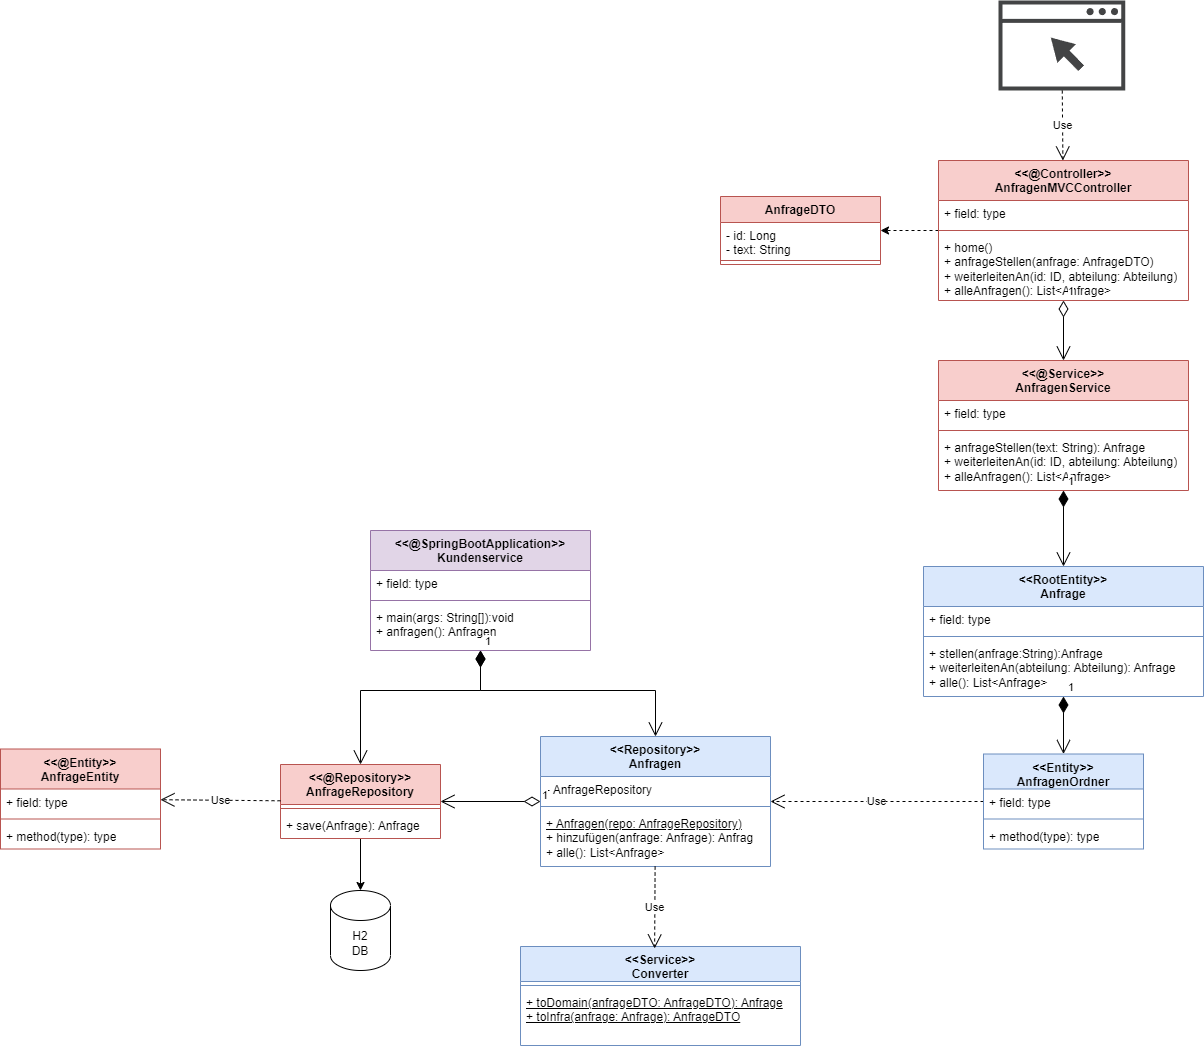 Use
<<@Controller>>
AnfragenMVCController
+ field: type
+ home()
+ anfrageStellen(anfrage: AnfrageDTO)
+ weiterleitenAn(id: ID, abteilung: Abteilung)
+ alleAnfragen(): List<Anfrage>
1
AnfrageDTO
- id: Long
- text: String
<<@Service>>
AnfragenService
+ field: type
+ anfrageStellen(text: String): Anfrage
+ weiterleitenAn(id: ID, abteilung: Abteilung)
+ alleAnfragen(): List<Anfrage>
1
<<@SpringBootApplication>>
Kundenservice
+ field: type
+ main(args: String[]):void
+ anfragen(): Anfragen
1
<<RootEntity>>
Anfrage
+ field: type
+ stellen(anfrage:String):Anfrage
+ weiterleitenAn(abteilung: Abteilung): Anfrage
+ alle(): List<Anfrage>
1
<<@Entity>>
AnfrageEntity
+ field: type
+ method(type): type
Use
<<@Repository>>
AnfrageRepository
+ save(Anfrage): Anfrage
<<Repository>>
Anfragen
- AnfrageRepository
1
+ Anfragen(repo: AnfrageRepository)
+ hinzufügen(anfrage: Anfrage): Anfrag
+ alle(): List<Anfrage>
Use
<<Entity>>
AnfragenOrdner
+ field: type
+ method(type): type
H2
DB
Use
<<Service>>
Converter
+ toDomain(anfrageDTO: AnfrageDTO): Anfrage
+ toInfra(anfrage: Anfrage): AnfrageDTO